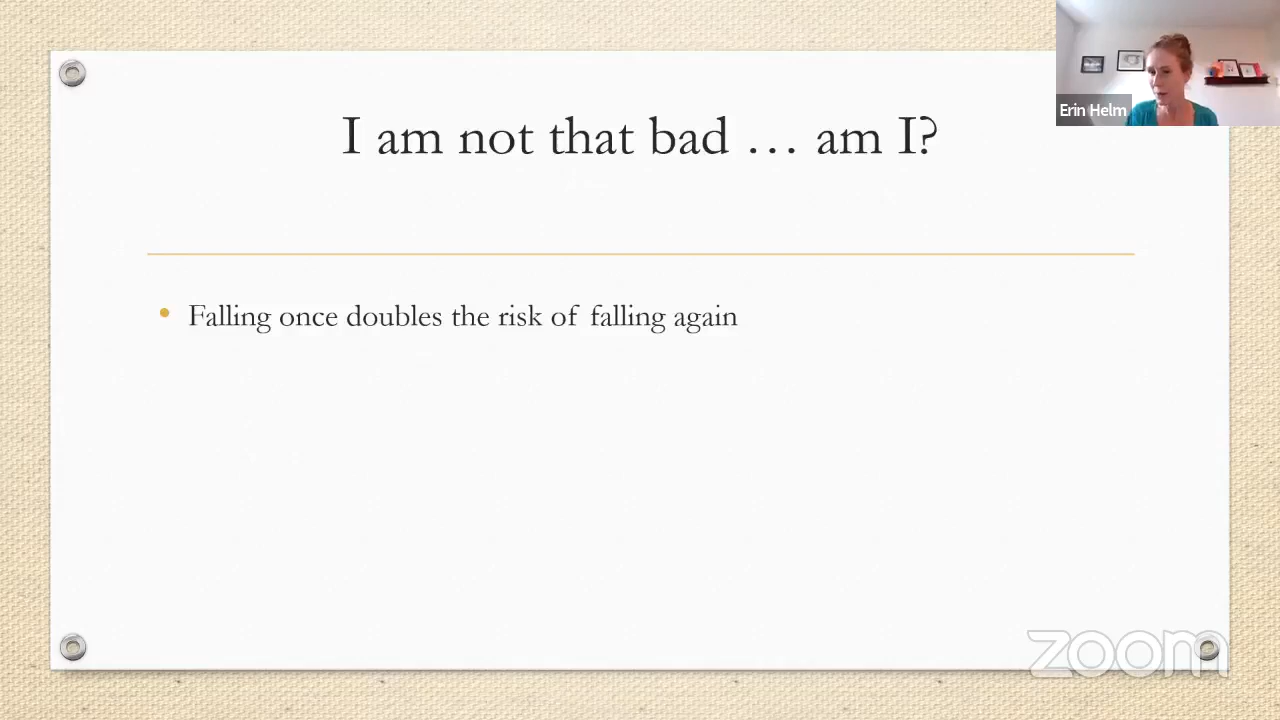 I am not that bad … am I?
Erin Helm
Falling once doubles the risk of falling again
zoom